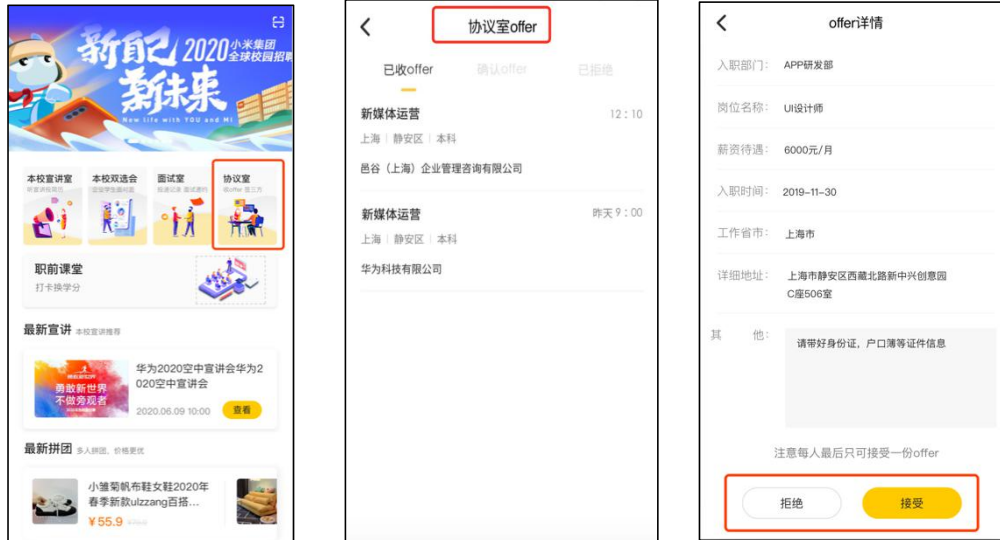 新自己
新未来
2020 小米集团
全球校园招聘
New life with YOU and Mi
本校宣讲室
本校双选会
面试室
协议室
收offer 签三方
职前课堂
打卡换学分
最新宣讲 本校宣讲推荐
勇敢新世界
不做旁观者
华为2020空中宣讲会华为2
020空中宣讲会
2020.06.09 10:00
查看
最新拼团 多人拼团，价格更优
小雏菊帆布鞋女鞋2020年
春季新款ulzzang百搭...
¥55.9
协议室offer
已收offer
确认offer
已拒绝
新媒体运营
12：10
上海 | 静安区 | 本科
邑谷（上海）企业管理咨询有限公司
新媒体运营
昨天 9：00
上海 | 静安区 | 本科
华为科技有限公司
offer详情
入职部门： APP研发部
岗位名称： UI设计师
薪资待遇： 6000元/月
入职时间： 2019-11-30
工作省市： 上海市
详细地址： 上海市静安区西藏北路新中兴创意园
C座506室
其 他： 请带好身份证，户口簿等证件信息
注意每人最后只可接受一份offer
拒绝
接受